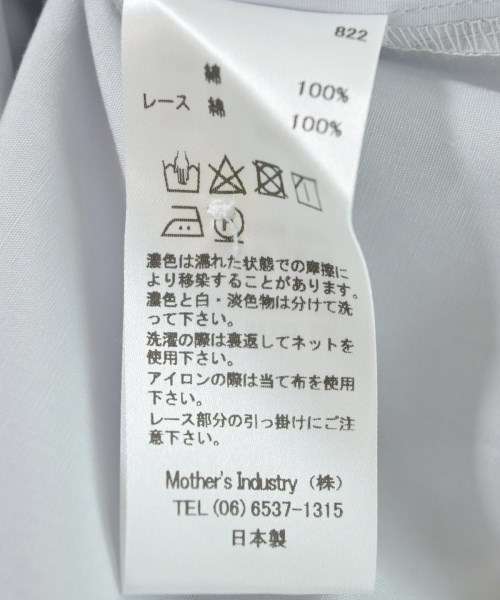 822
綿 100%
レース 綿 100%
濃色は濡れた状態での摩擦に
より移染することがあります。
濃色と白・淡色物は分けて洗
って下さい。
洗濯の際は裏返してネットを
使用下さい。
アイロンの際は当て布を使用
下さい。
レース部分の引っ掛けにご注
意下さい。
Mother's Industry （株）
TEL(06)6537-1315
日本製